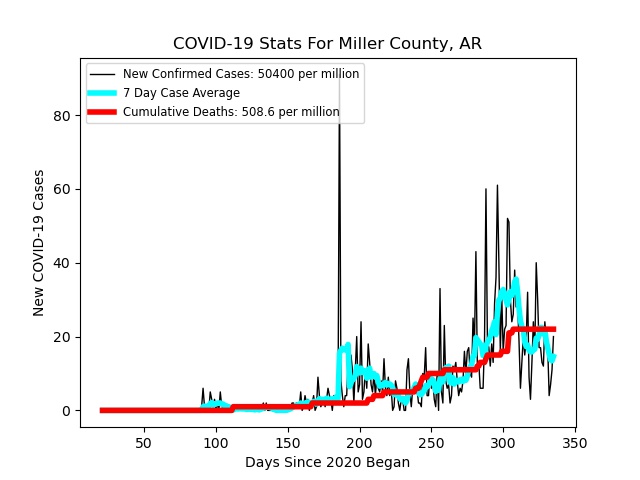 COVID-19 Stats For Miller County, AR
New Confirmed Cases: 50400 per million
7 Day Case Average
Cumulative Deaths: 508.6 per million
New COVID-19 Cases
80
60
40
20
0
50 100 150 200 250 300 350
Days Since 2020 Began